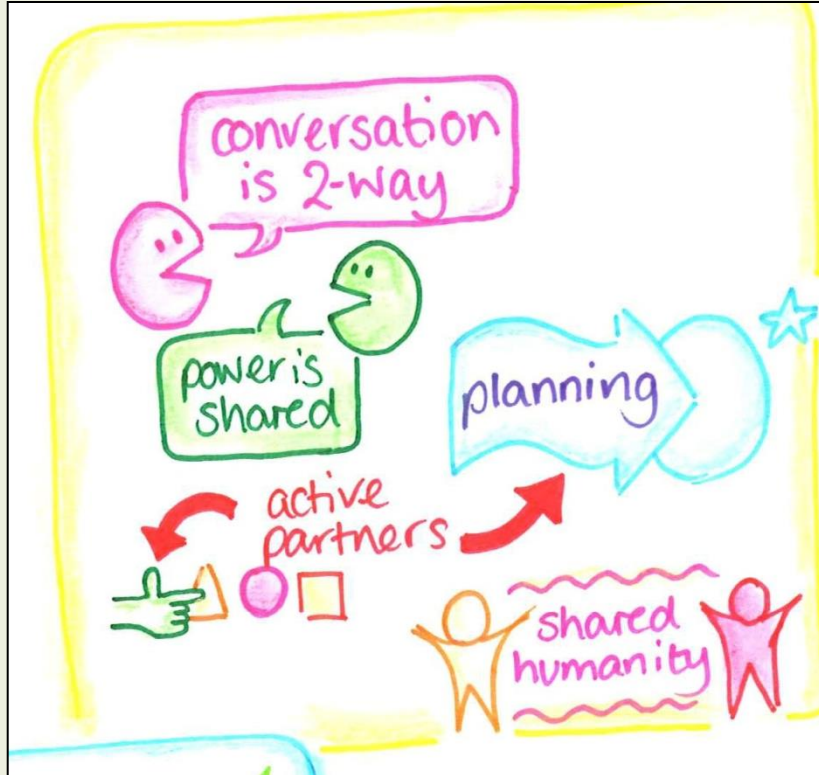 conversation
is 2-way
power is
shared
planning
active
partners
shared
humanity